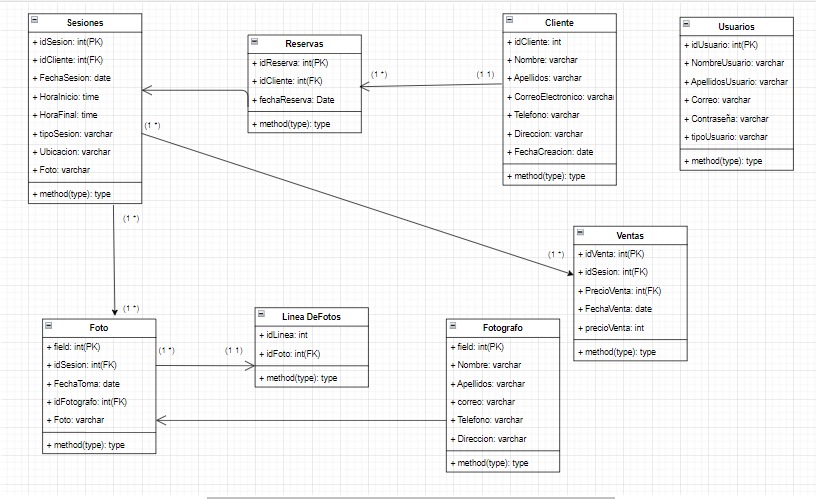 Sesiones
+ idSesion: int(PK)
+ idCliente: int(FK)
+ FechaSesion: date
+ HoraInicio: time
+ HoraFinal: time
+ tipoSesion: varchar
+ Ubicacion: varchar
+ Foto: varchar
+ method(type): type
Reservas
+ idReserva: int(PK)
+ idCliente: int(FK)
+ fechaReserva: Date
+ method(type): type
(1 *)
(1 1)
Cliente
+ idCliente: int
+ Nombre: varchar
+ Apellidos: varchar
+ CorreoElectronico: varchar
+ Telefono: varchar
+ Direccion: varchar
+ FechaCreacion: date
+ method(type): type
Usuarios
+ idUsuario: int(PK)
+ NombreUsuario: varchar
+ ApellidosUsuario: varchar
+ Correo: varchar
+ Contraseña: varchar
+ tipoUsuario: varchar
+ method(type): type
(1 *)
(1 *)
(1 *)
(1 *)
Ventas
+ idVenta: int(PK)
+ idSesion: int(FK)
+ PrecioVenta: int(FK)
+ FechaVenta: date
+ precioVenta: int
+ method(type): type
Foto
+ field: int(PK)
+ idSesion: int(FK)
+ FechaToma: date
+ idFotografo: int(FK)
+ Foto: varchar
+ method(type): type
(1 *)
(1 1)
Linea DeFotos
+ idLinea: int
+ idFoto: int(FK)
+ method(type): type
Fotografo
+ field: int(PK)
+ Nombre: varchar
+ Apellidos: varchar
+ correo: varchar
+ Telefono: varchar
+ Direccion: varchar
+ method(type): type